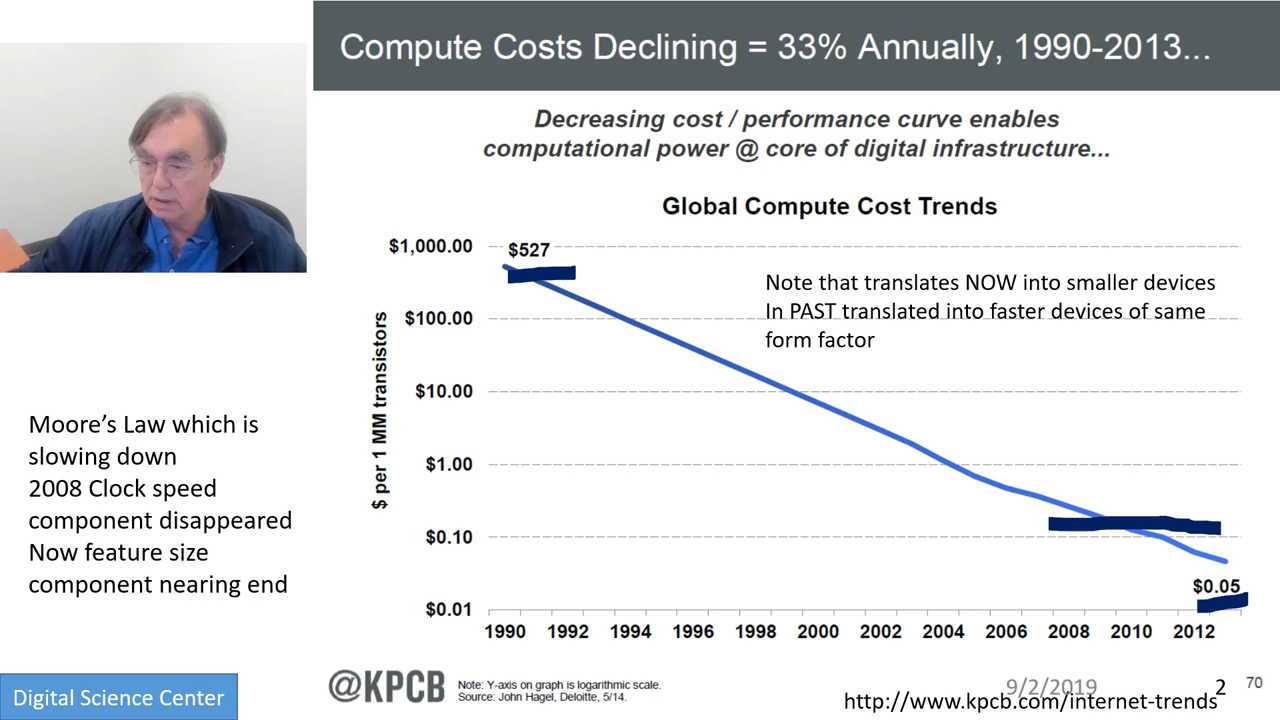 Compute Costs Declining = 33% Annually, 1990-2013...
Decreasing cost / performance curve enables
computational power @ core of digital infrastructure...
Global Compute Cost Trends
$ per 1 MM transistors
$1,000.00
$100.00
$10.00
$1.00
$0.10
$0.01
$527
Note that translates NOW into smaller devices
In PAST translated into faster devices of same
form factor
$0.05
1990 1992 1994 1996 1998 2000 2002 2004 2006 2008 2010 2012
Moore’s Law which is
slowing down
2008 Clock speed
component disappeared
Now feature size
component nearing end
Digital Science Center
@KPCB
Note: Y-axis on graph is logarithmic scale.
Source: John Hagel, Deloitte, 5/14.
9/2/2019
2
70
http://www.kpcb.com/internet-trends